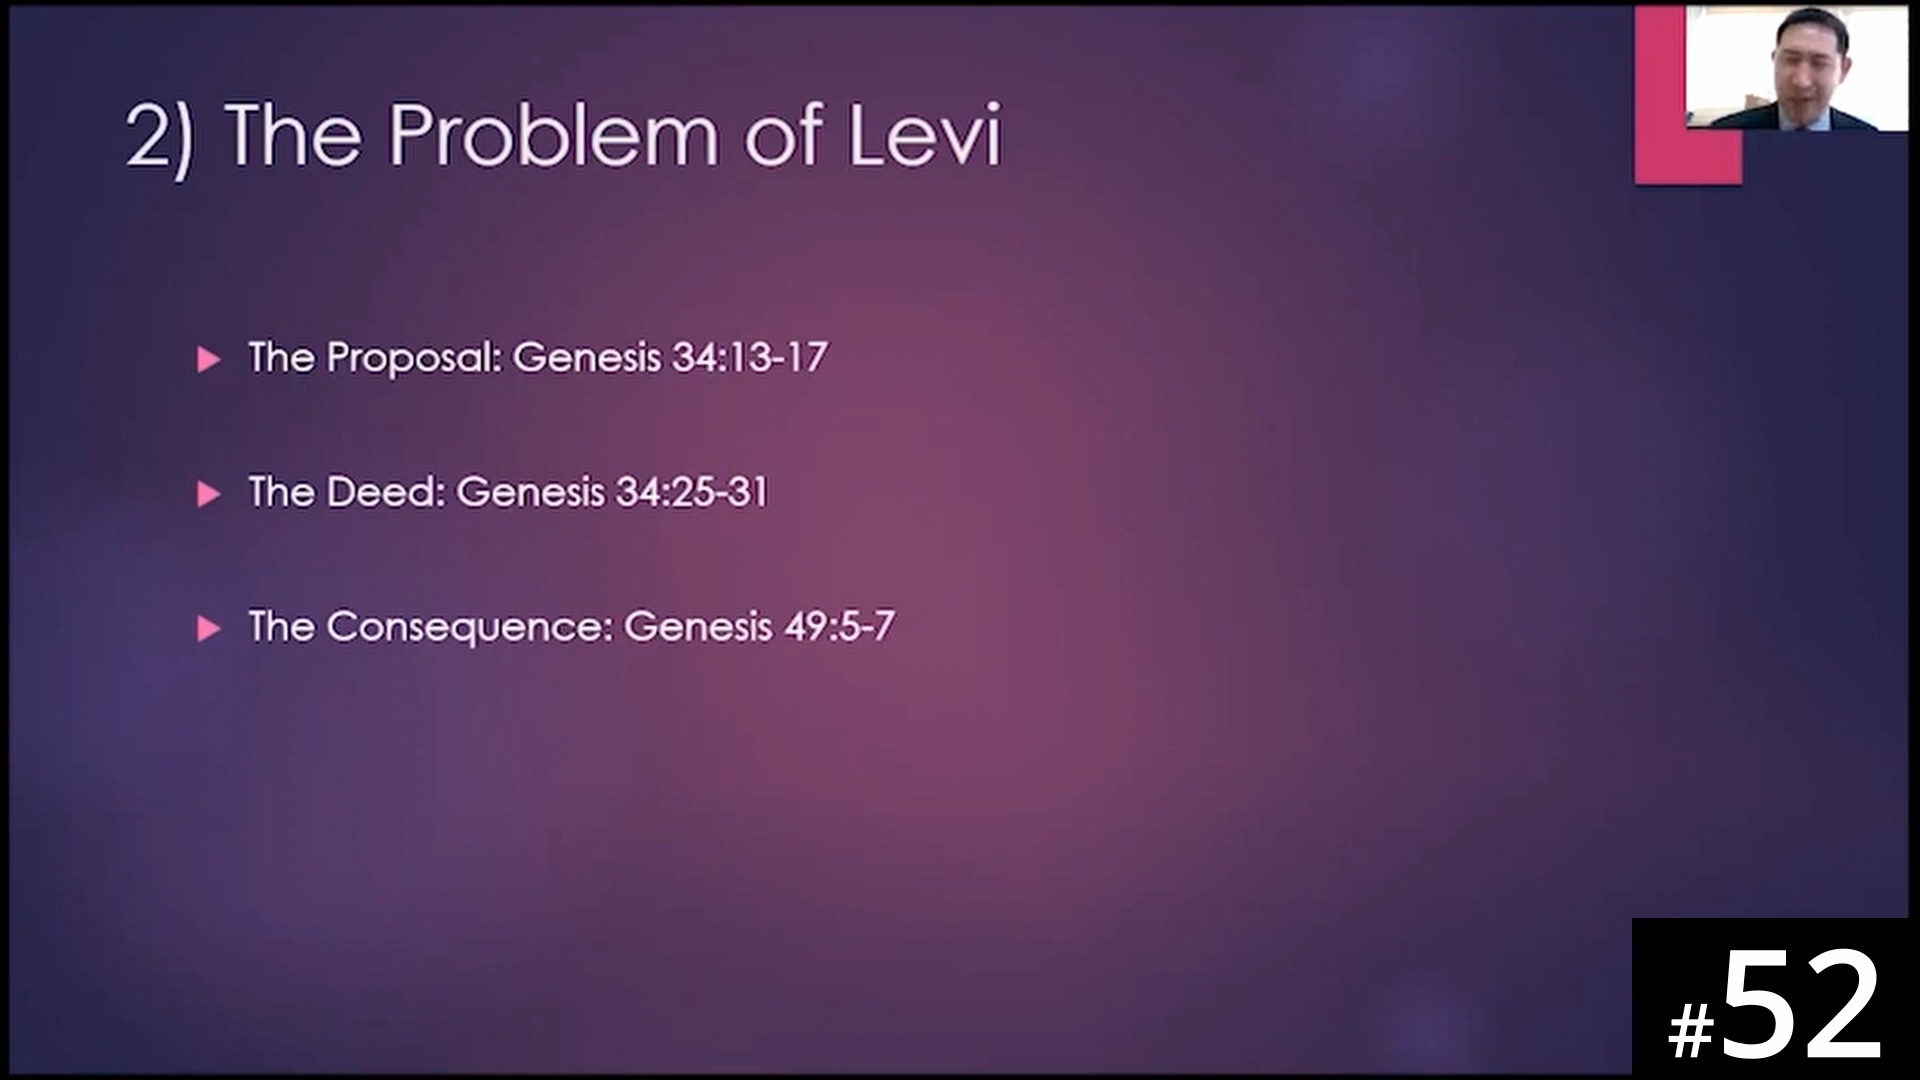 2) The Problem of Levi
The Proposal: Genesis 34:13-17
The Deed: Genesis 34:25-31
The Consequence: Genesis 49:5-7
#52